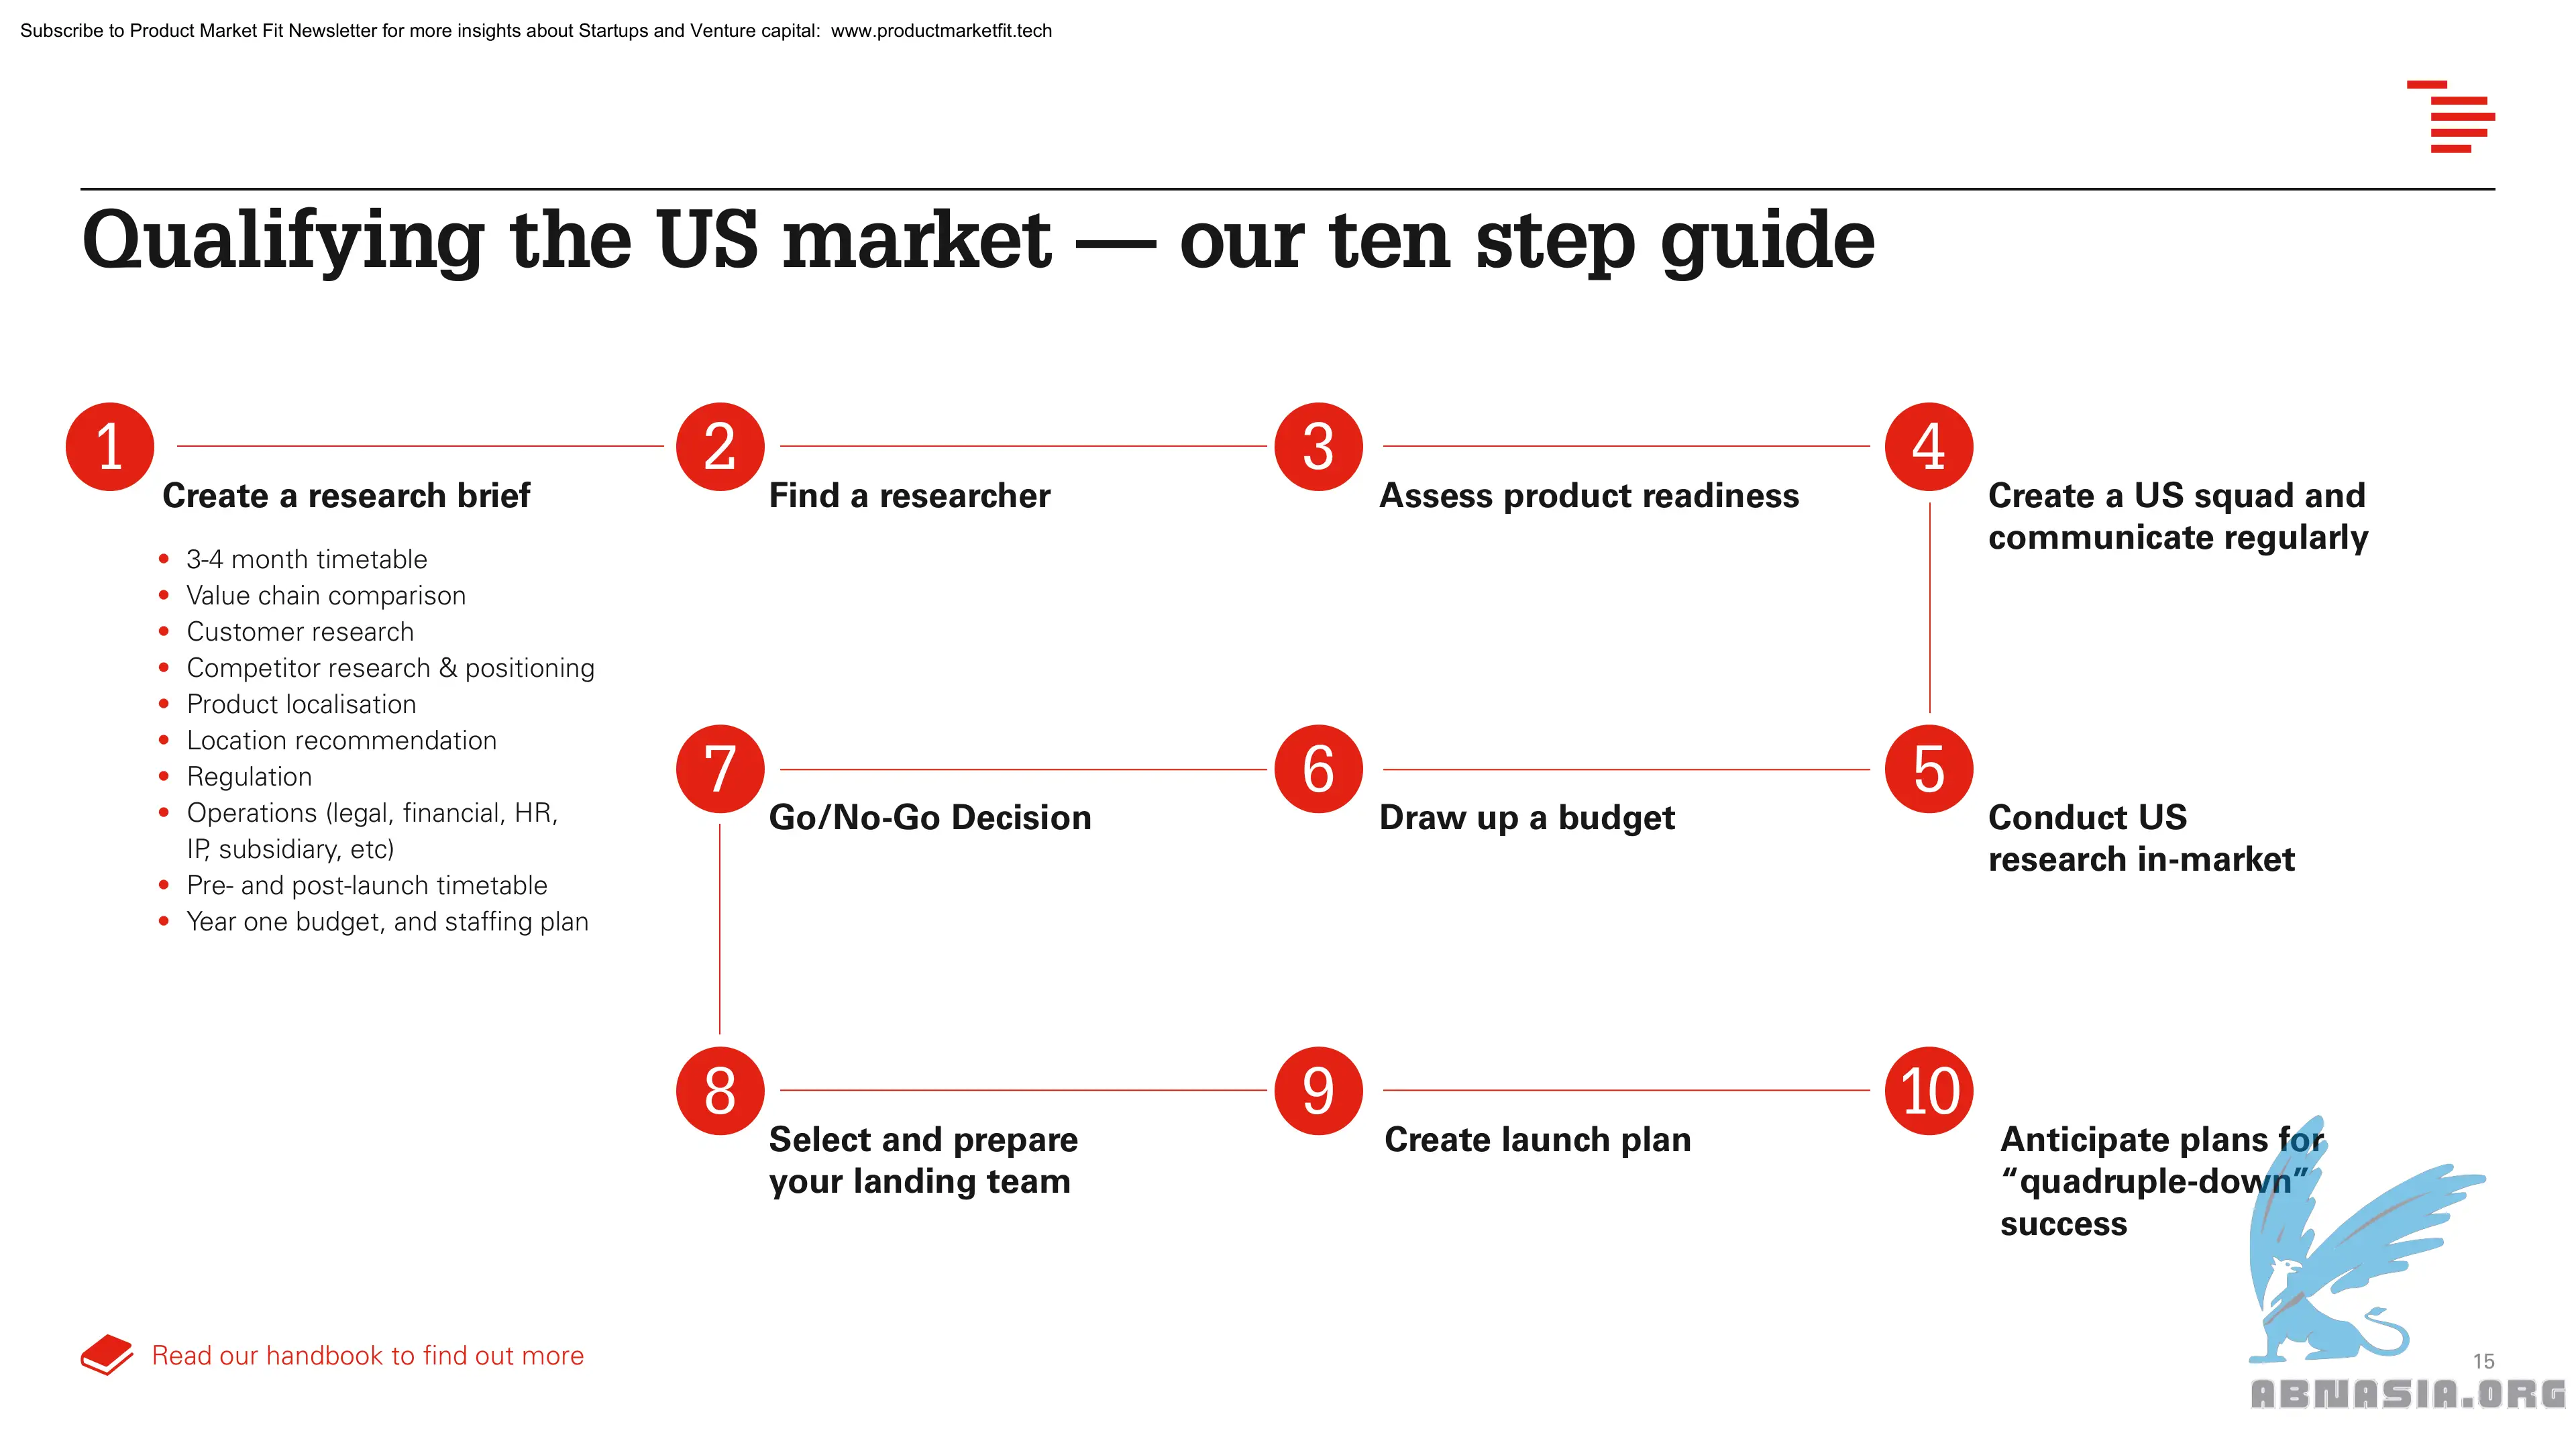 Subscribe to Product Market Fit Newsletter for more insights about Startups and Venture capital:  www.productmarketfit.tech
Qualifying the US market — our ten step guide
1
Create a research brief
• 3-4 month timetable
• Value chain comparison
• Customer research
• Competitor research & positioning
• Product localisation
• Location recommendation
• Regulation
• Operations (legal, financial, HR,
IP, subsidiary, etc)
• Pre- and post-launch timetable
• Year one budget, and staffing plan
2
Find a researcher
3
Assess product readiness
4
Create a US squad and
communicate regularly
5
Conduct US
research in-market
6
Draw up a budget
7
Go/No-Go Decision
8
Select and prepare
your landing team
9
Create launch plan
10
Anticipate plans for
“quadruple-down”
success
Read our handbook to find out more
15
ABNASIA.ORG